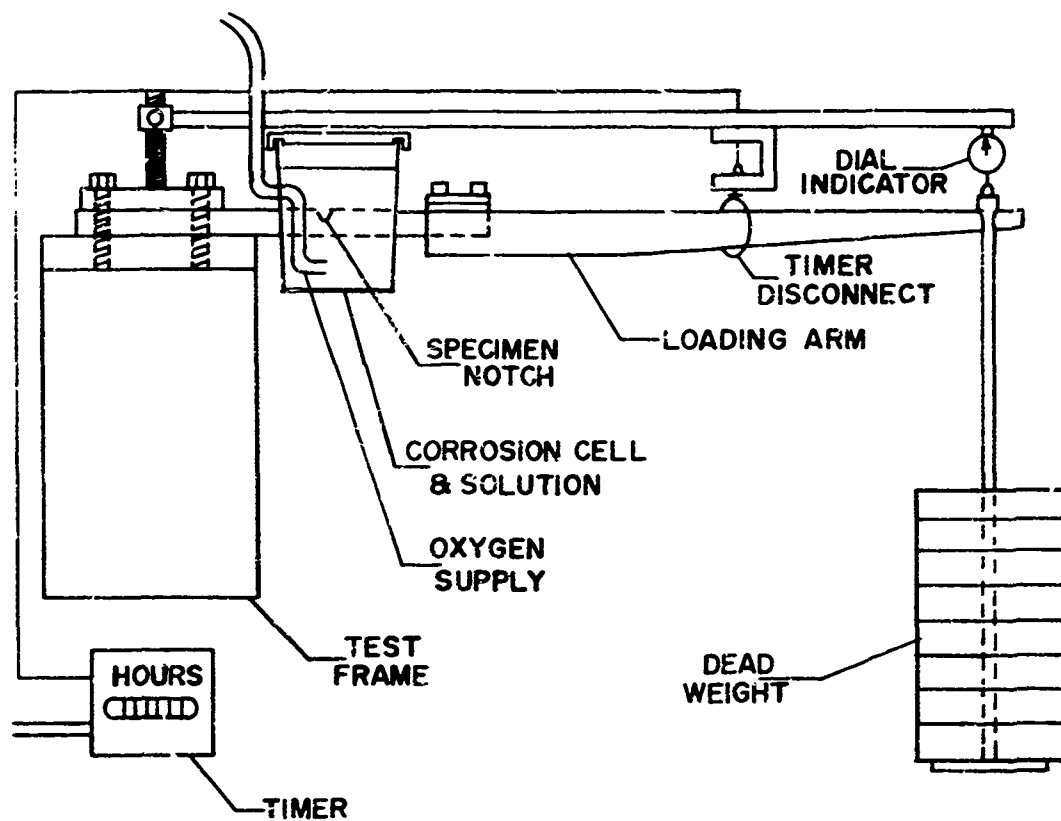 DIAL
INDICATOR
TIMER
DISCONNECT
LOADING ARM
SPECIMEN
NOTCH
CORROSION CELL
& SOLUTION
OXYGEN
SUPPLY
TEST
FRAME
DEAD
WEIGHT
HOURS
TIMER